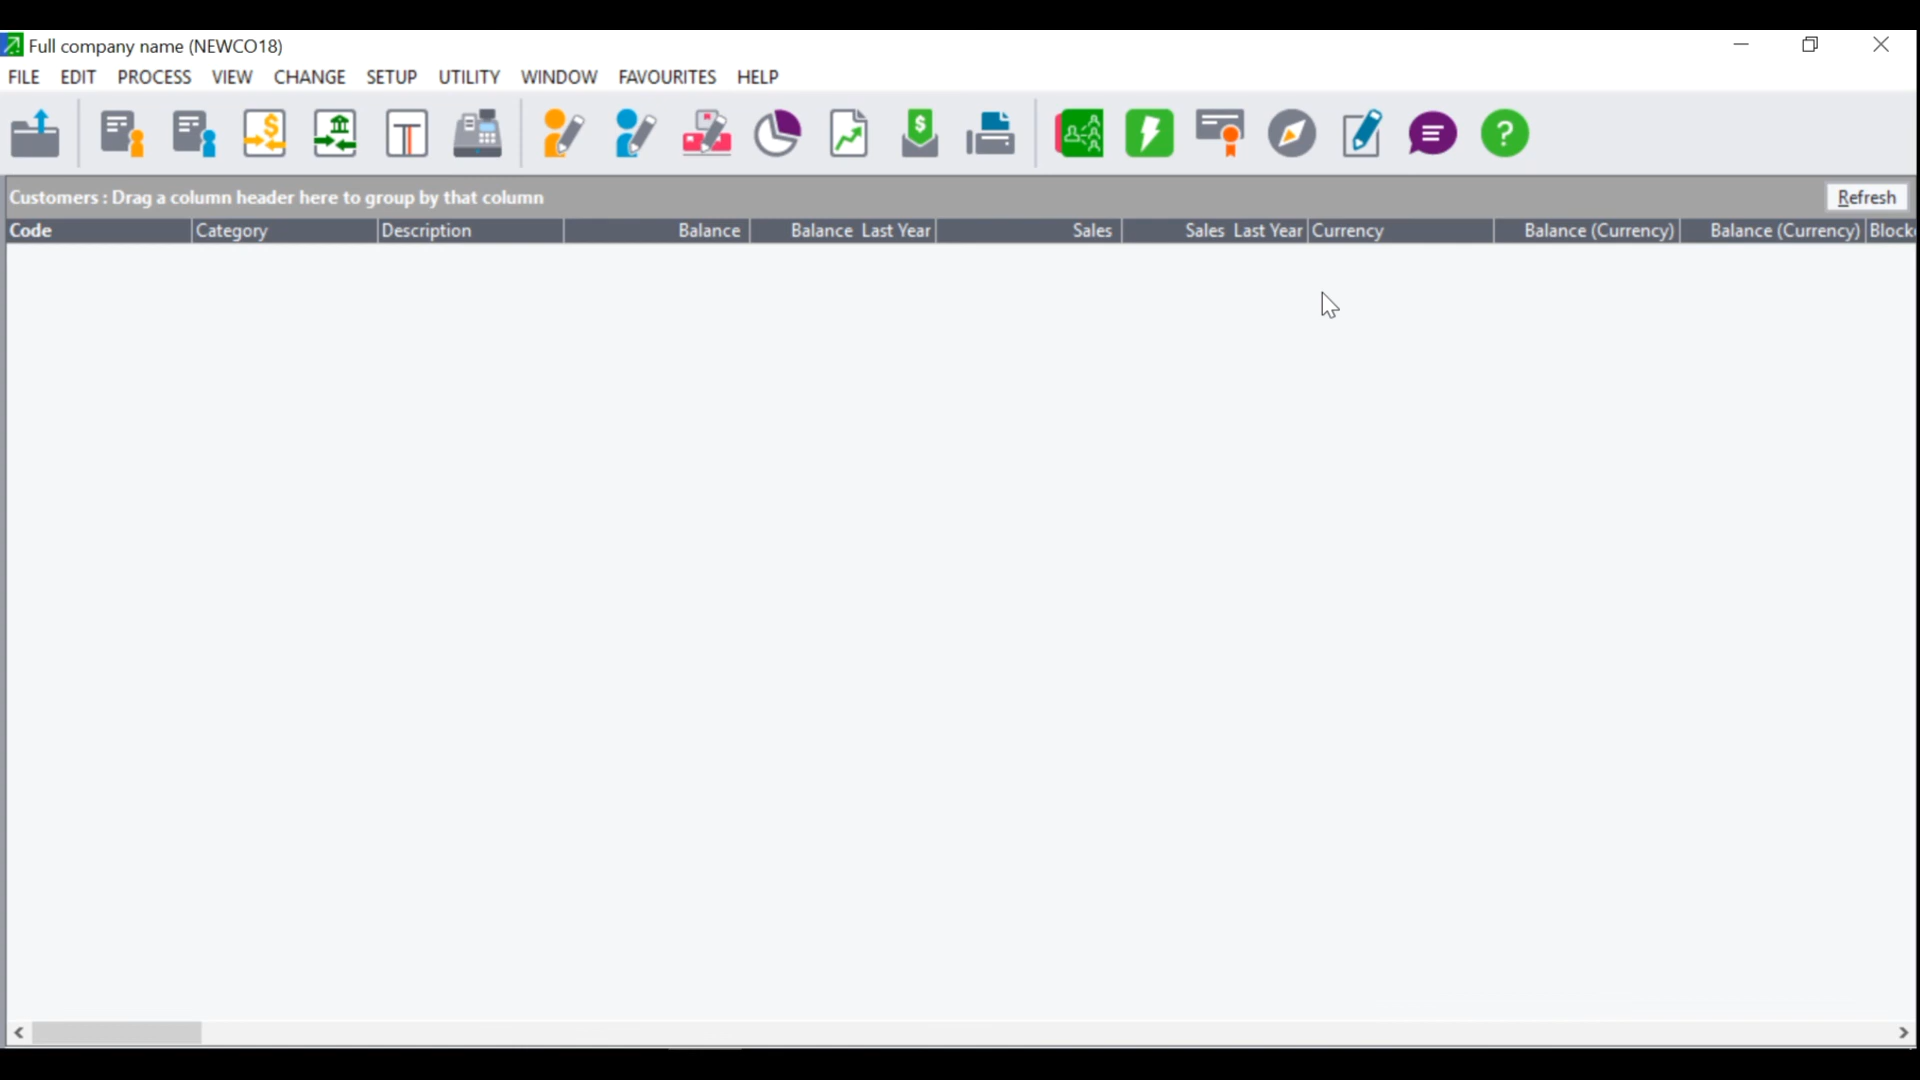 Full company name (NEWCO18)
FILE EDIT PROCESS VIEW CHANGE SETUP UTILITY WINDOW FAVOURITES HELP
Customers : Drag a column header here to group by that column Refresh
Code Category Description Balance Balance Last Year Sales Sales Last Year Currency Balance (Currency) Balance (Currency) Block